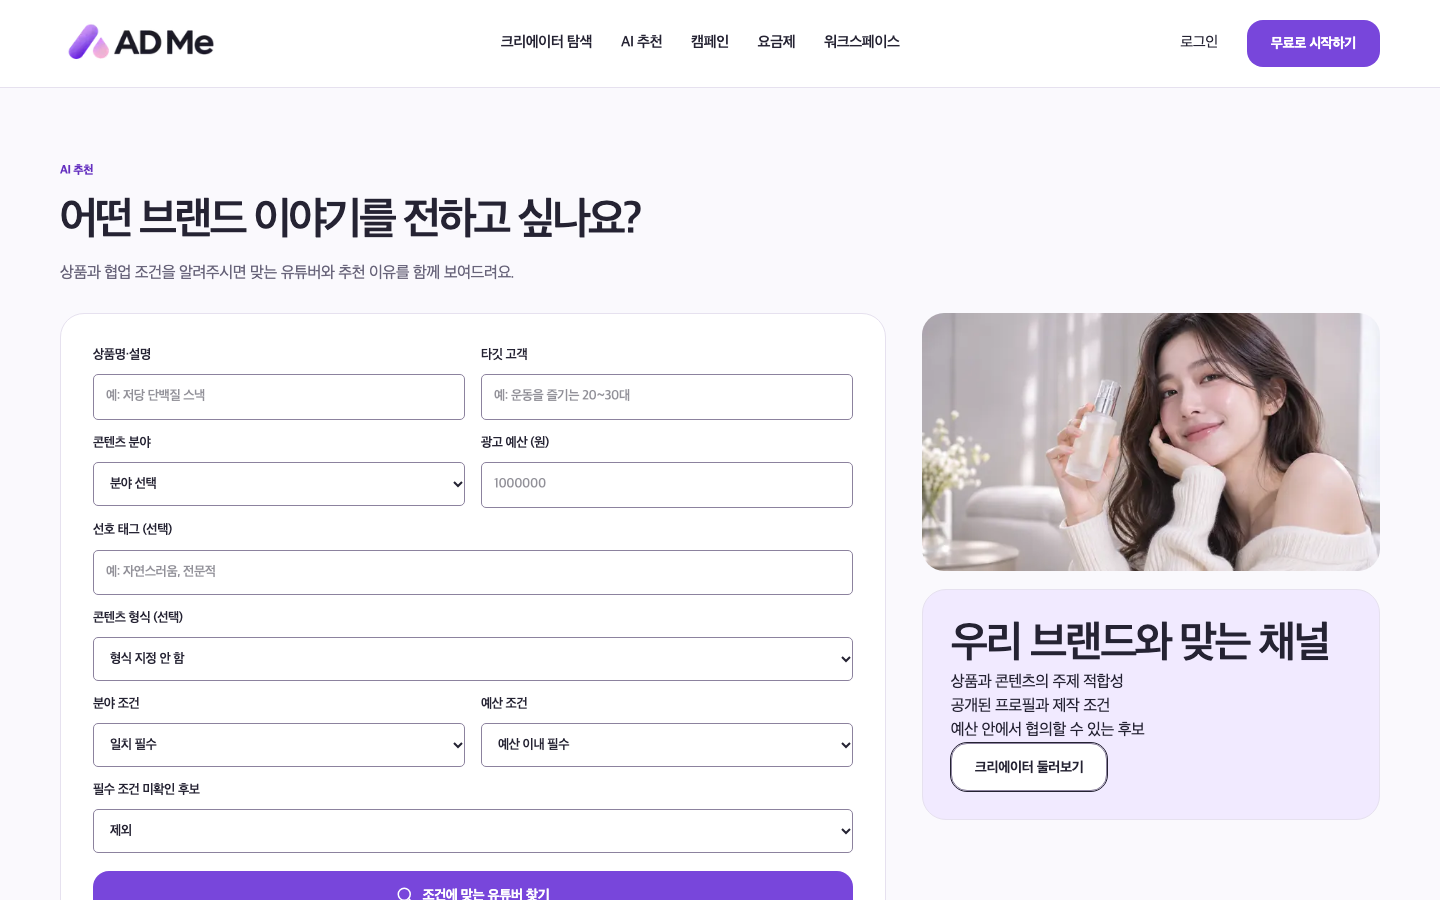 AD Me
크리에이터 탐색
AI 추천
캠페인
요금제
워크스페이스
로그인
무료로 시작하기
AI 추천
어떤 브랜드 이야기를 전하고 싶나요?
상품과 협업 조건을 알려주시면 맞는 유튜버와 추천 이유를 함께 보여드려요.
상품명·설명
타깃 고객
예: 저당 단백질 스낵
예: 운동을 즐기는 20~30대
콘텐츠 분야
광고 예산 (원)
분야 선택
1000000
선호 태그 (선택)
예: 자연스러움, 전문적
콘텐츠 형식 (선택)
형식 지정 안 함
분야 조건
예산 조건
일치 필수
예산 이내 필수
필수 조건 미확인 후보
제외
조건에 맞는 유튜버 찾기
우리 브랜드와 맞는 채널
상품과 콘텐츠의 주제 적합성
공개된 프로필과 제작 조건
예산 안에서 협의할 수 있는 후보
크리에이터 둘러보기